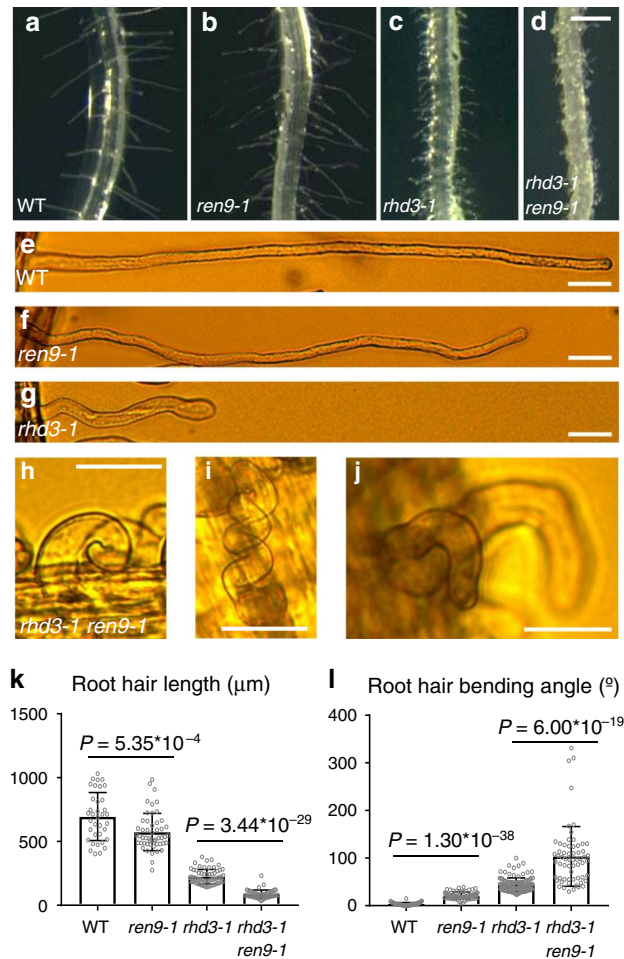 a
WT
b
ren9-1
c
rhd3-1
d
rhd3-1
ren9-1
e
WT
f
ren9-1
g
rhd3-1
h
rhd3-1 ren9-1
i
j
k
Root hair length (μm)
1500
1000
500
0
P = 5.35*10⁻⁴
P = 3.44*10⁻²⁹
WT
ren9-1
rhd3-1
rhd3-1
ren9-1
l
Root hair bending angle (º)
400
300
200
100
0
P = 1.30*10⁻³⁸
P = 6.00*10⁻¹⁹
WT
ren9-1
rhd3-1
rhd3-1
ren9-1